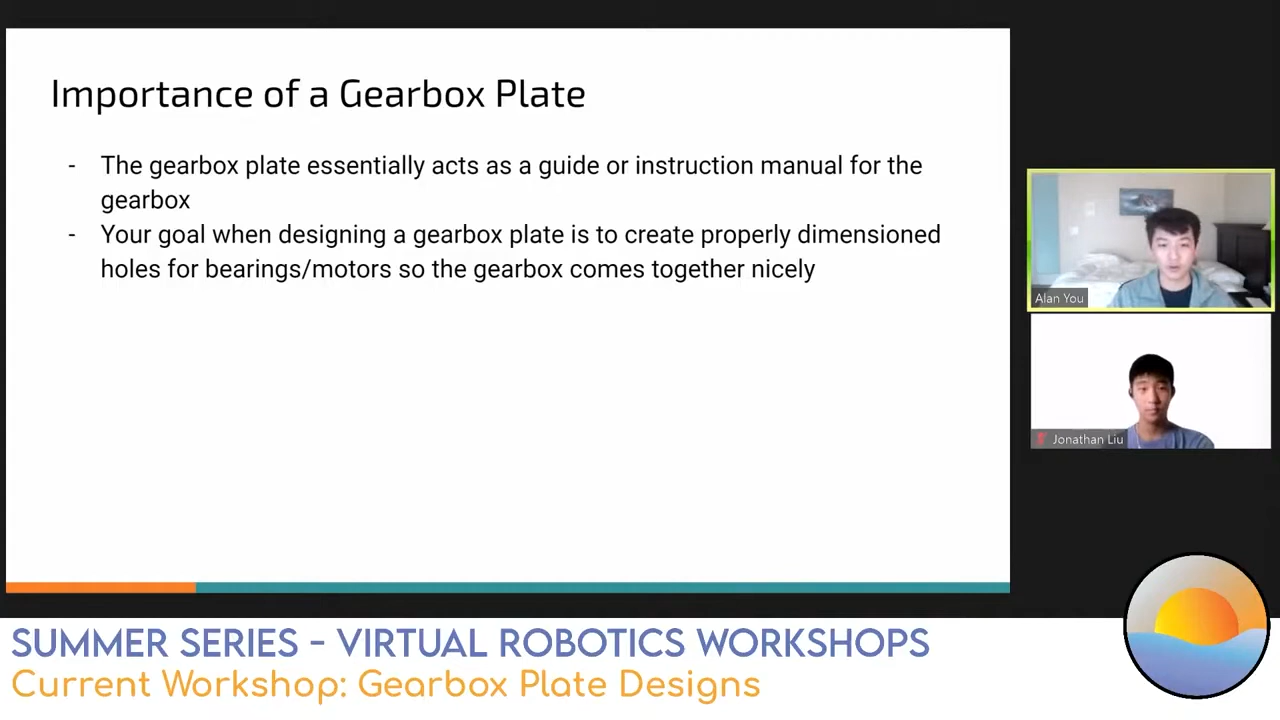 Importance of a Gearbox Plate
- The gearbox plate essentially acts as a guide or instruction manual for the
gearbox
- Your goal when designing a gearbox plate is to create properly dimensioned
holes for bearings/motors so the gearbox comes together nicely
Alan You
Jonathan Liu
SUMMER SERIES - VIRTUAL ROBOTICS WORKSHOPS
Current Workshop: Gearbox Plate Designs